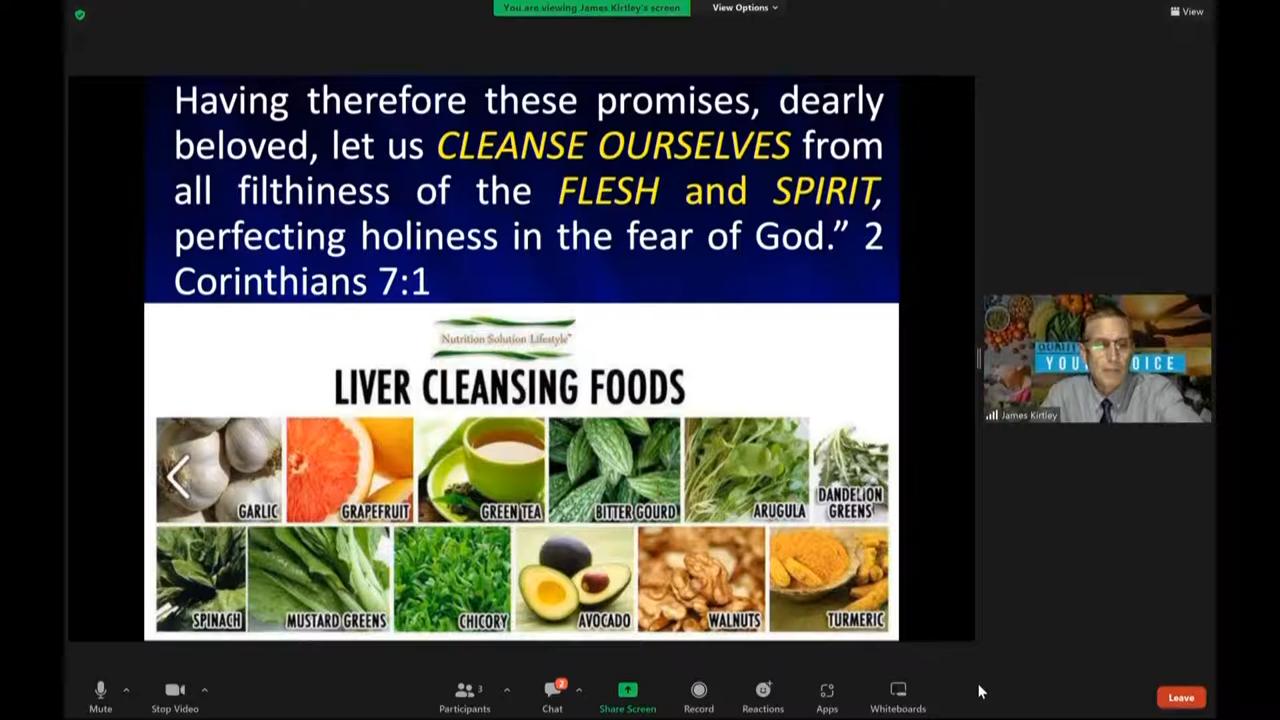 You are viewing James Kirtley's screen
View Options
View
Having therefore these promises, dearly
beloved, let us CLEANSE OURSELVES from
all filthiness of the FLESH and SPIRIT,
perfecting holiness in the fear of God.” 2
Corinthians 7:1
Nutrition Solution Lifestyle™
LIVER CLEANSING FOODS
GARLIC
GRAPEFRUIT
GREEN TEA
BITTER GOURD
ARUGULA
DANDELION
GREENS
SPINACH
MUSTARD GREENS
CHICORY
AVOCADO
WALNUTS
TURMERIC
James Kirtley
Mute
Stop Video
3
Participants
2
Chat
Share Screen
Record
Reactions
Apps
Whiteboards
Leave